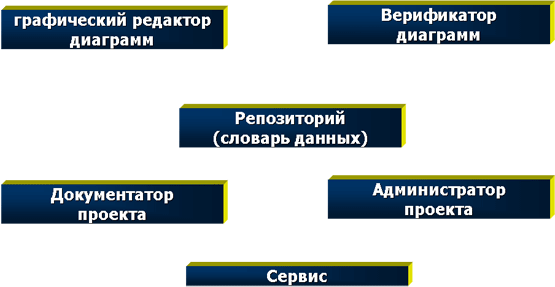 графический редактор
диаграмм
Верификатор
диаграмм
Репозиторий
(словарь данных)
Документатор
проекта
Администратор
проекта
Сервис